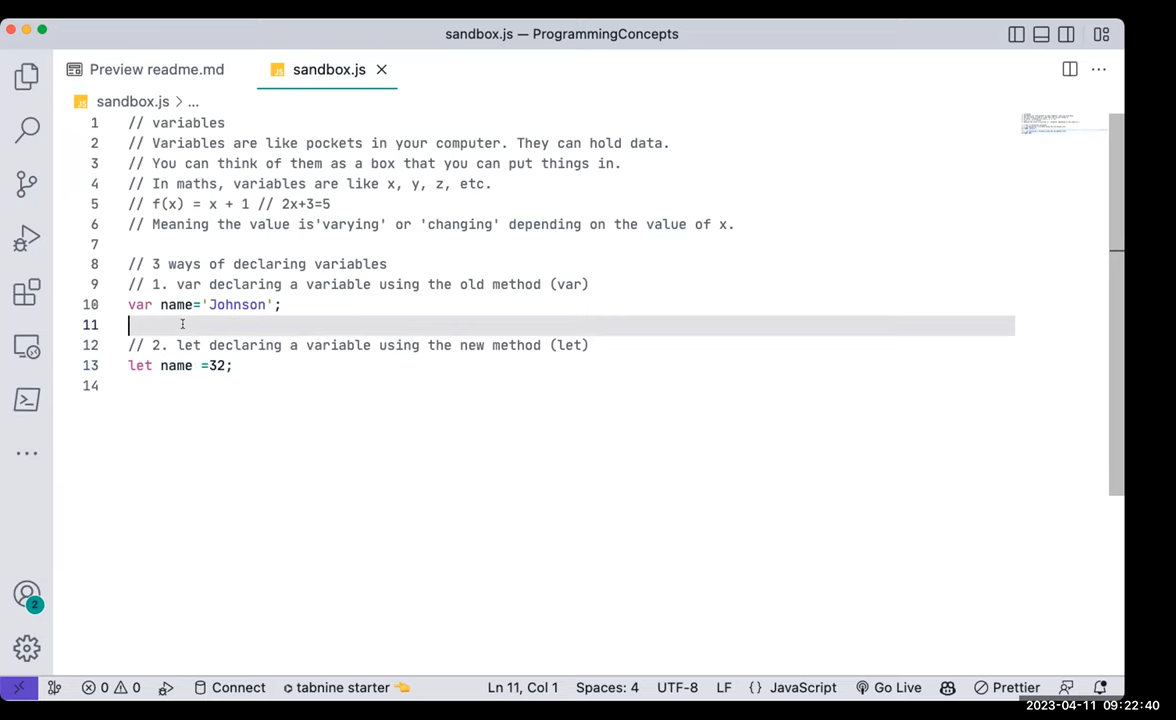 sandbox.js — ProgrammingConcepts
Preview readme.md
sandbox.js
sandbox.js > ...
1 // variables
2 // Variables are like pockets in your computer. They can hold data.
3 // You can think of them as a box that you can put things in.
4 // In maths, variables are like x, y, z, etc.
5 // f(x) = x + 1 // 2x+3=5
6 // Meaning the value is'varying' or 'changing' depending on the value of x.
7
8 // 3 ways of declaring variables
9 // 1. var declaring a variable using the old method (var)
10 var name='Johnson';
11
12 // 2. let declaring a variable using the new method (let)
13 let name =32;
14
2
0 0 Connect tabnine starter 👈 Ln 11, Col 1 Spaces: 4 UTF-8 LF {} JavaScript Go Live Prettier
2023-04-11 09:22:40